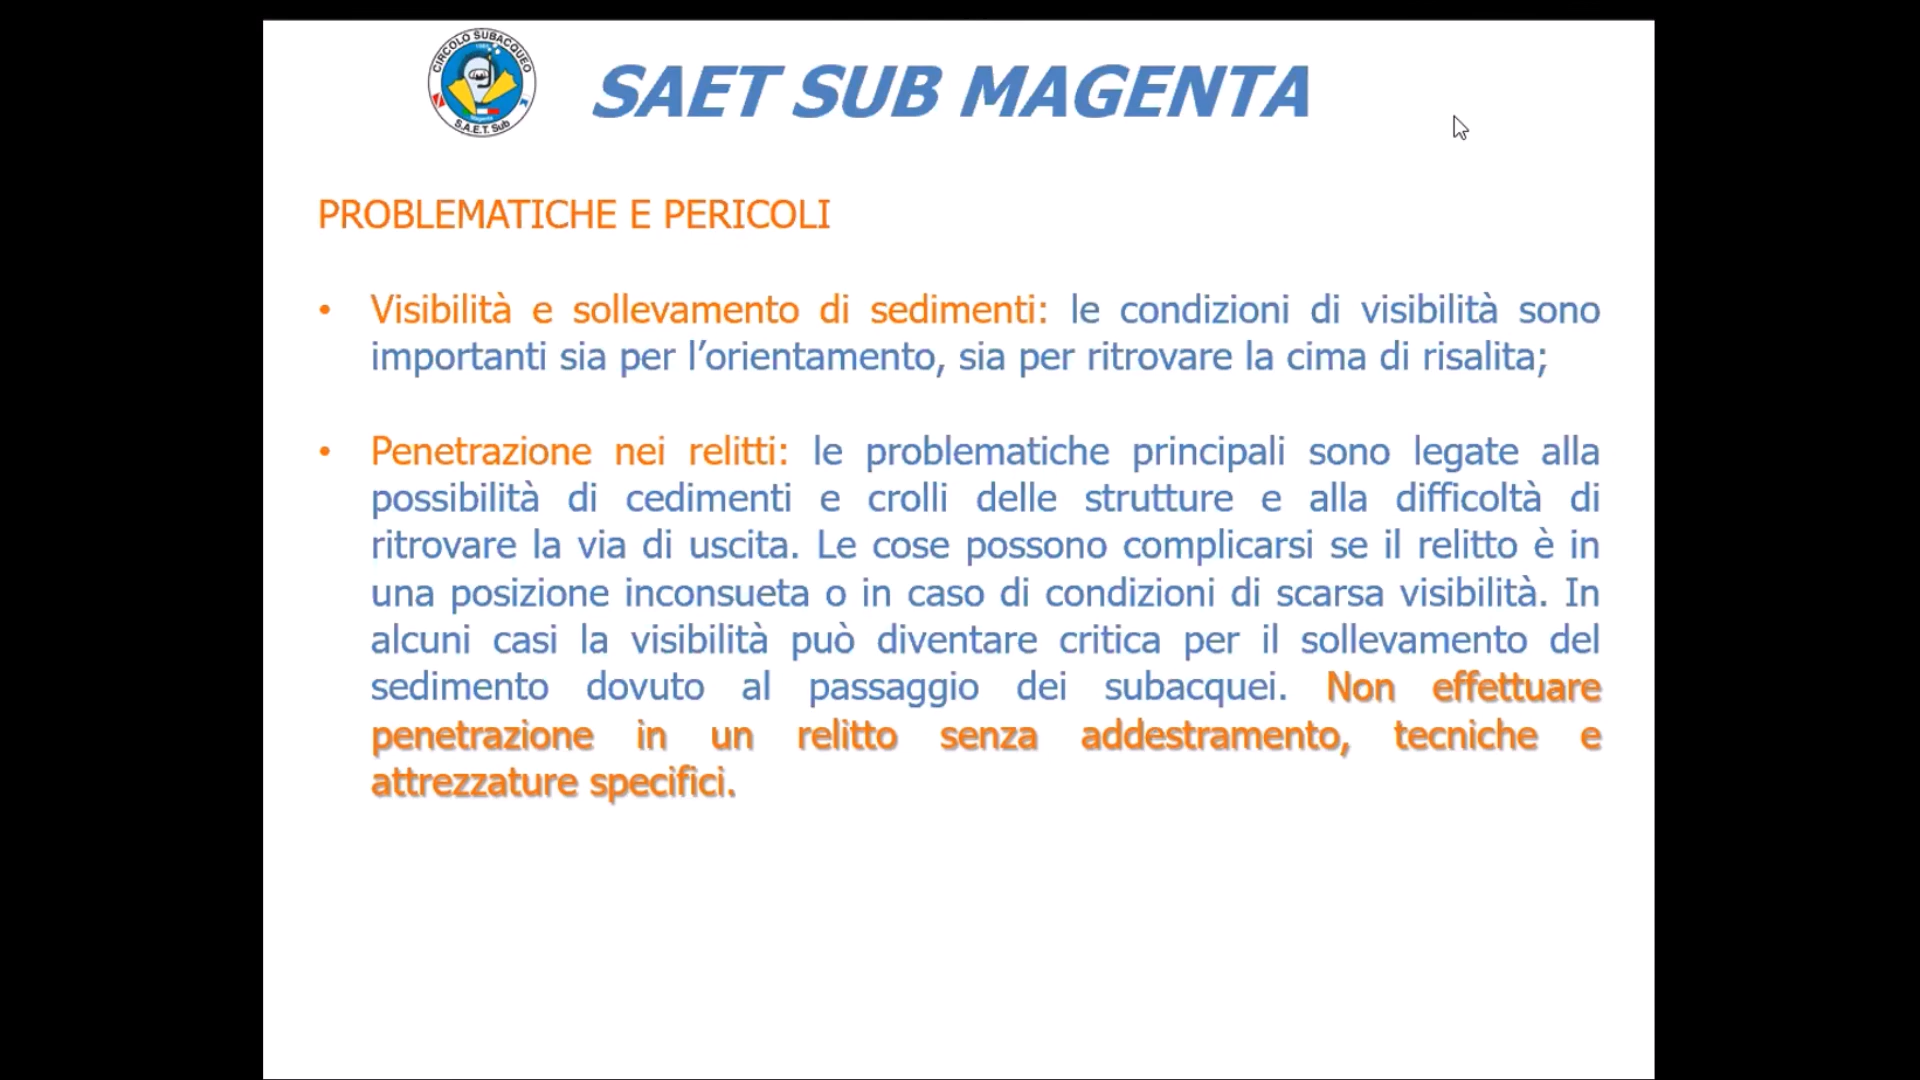 CIRCOLO SUBACQUEO
S.A.E.T. Sub
SAET SUB MAGENTA
PROBLEMATICHE E PERICOLI
• Visibilità e sollevamento di sedimenti: le condizioni di visibilità sono
importanti sia per l’orientamento, sia per ritrovare la cima di risalita;
• Penetrazione nei relitti: le problematiche principali sono legate alla
possibilità di cedimenti e crolli delle strutture e alla difficoltà di
ritrovare la via di uscita. Le cose possono complicarsi se il relitto è in
una posizione inconsueta o in caso di condizioni di scarsa visibilità. In
alcuni casi la visibilità può diventare critica per il sollevamento del
sedimento dovuto al passaggio dei subacquei. Non effettuare
penetrazione in un relitto senza addestramento, tecniche e
attrezzature specifici.